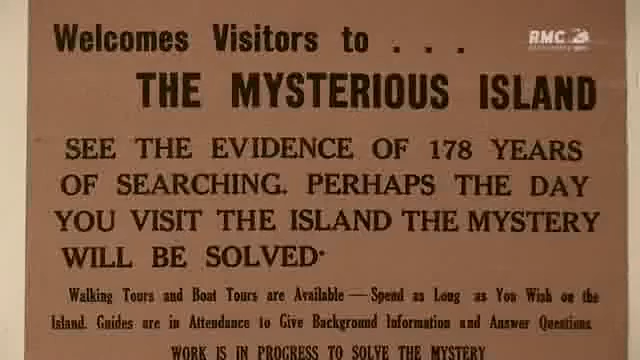 Welcomes Visitors to . . .
RMC
THE MYSTERIOUS ISLAND
SEE THE EVIDENCE OF 178 YEARS
OF SEARCHING. PERHAPS THE DAY
YOU VISIT THE ISLAND THE MYSTERY
WILL BE SOLVED·
Walking Tours and Boat Tours are Available — Spend as Long as You Wish on the
Island. Guides are in Attendance to Give Background Information and Answer Questions.
WORK IS IN PROGRESS TO SOLVE THE MYSTERY